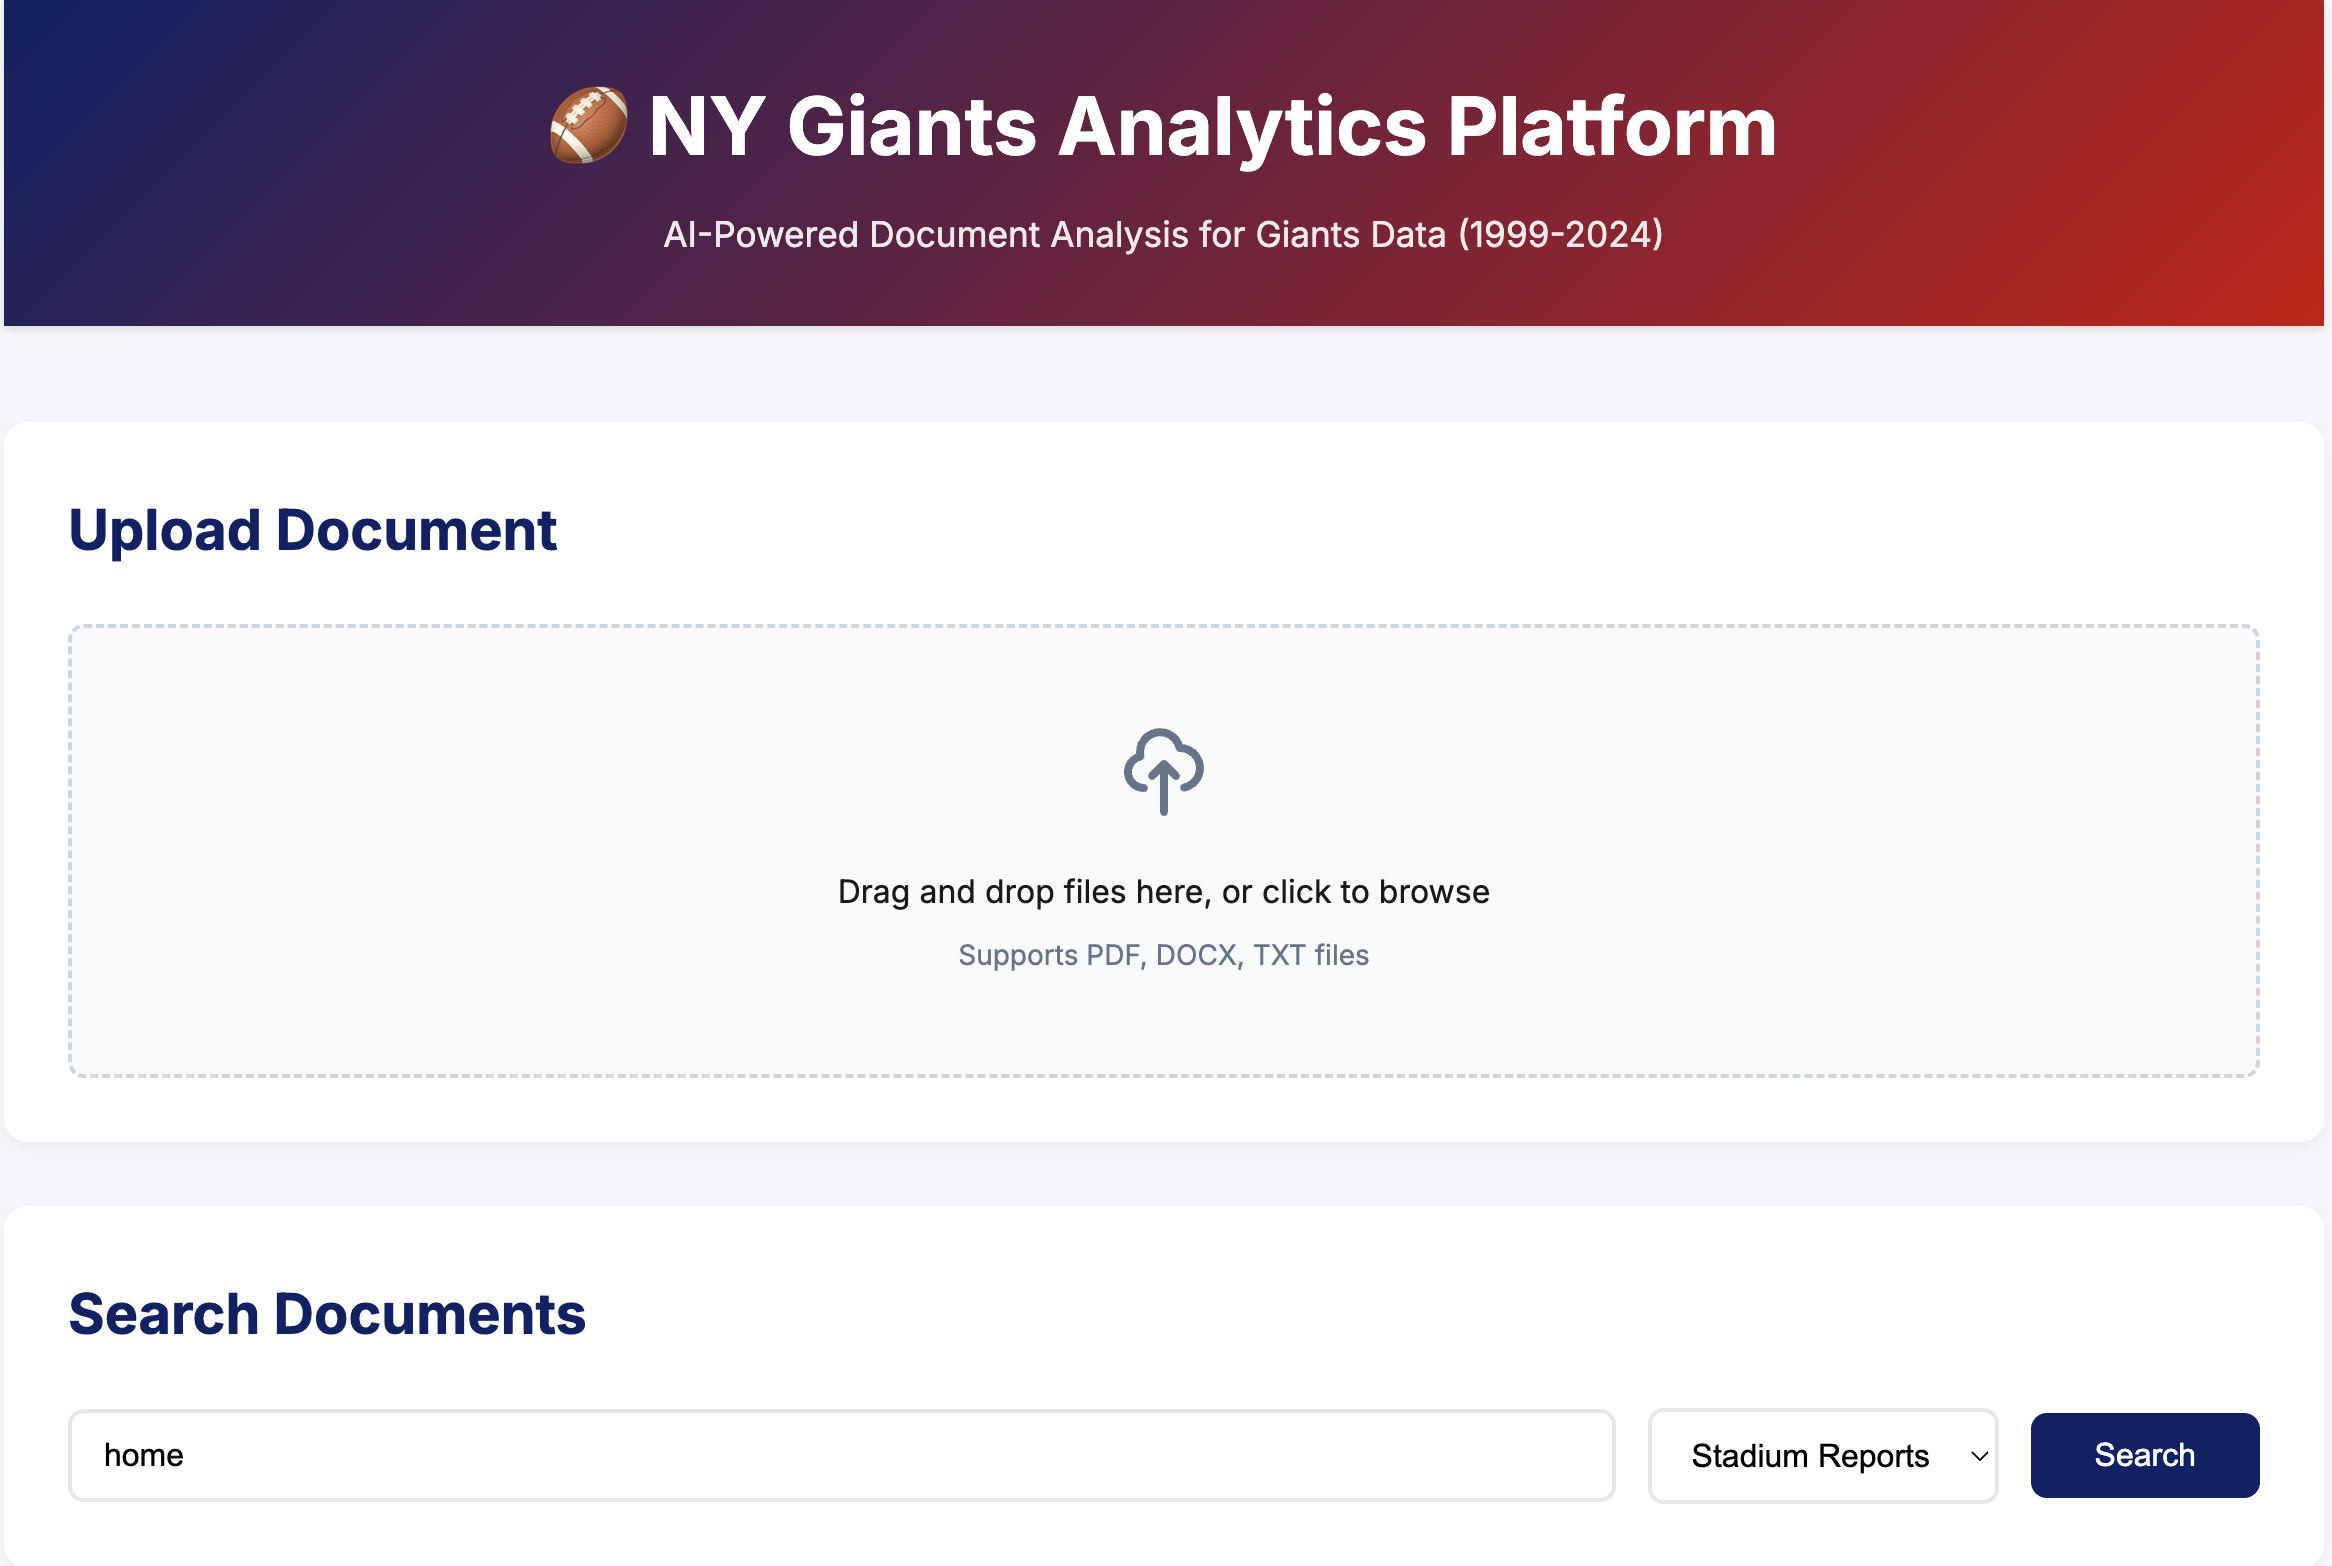 NY Giants Analytics Platform
AI-Powered Document Analysis for Giants Data (1999-2024)
Upload Document
Drag and drop files here, or click to browse
Supports PDF, DOCX, TXT files
Search Documents
home
Stadium Reports
Search